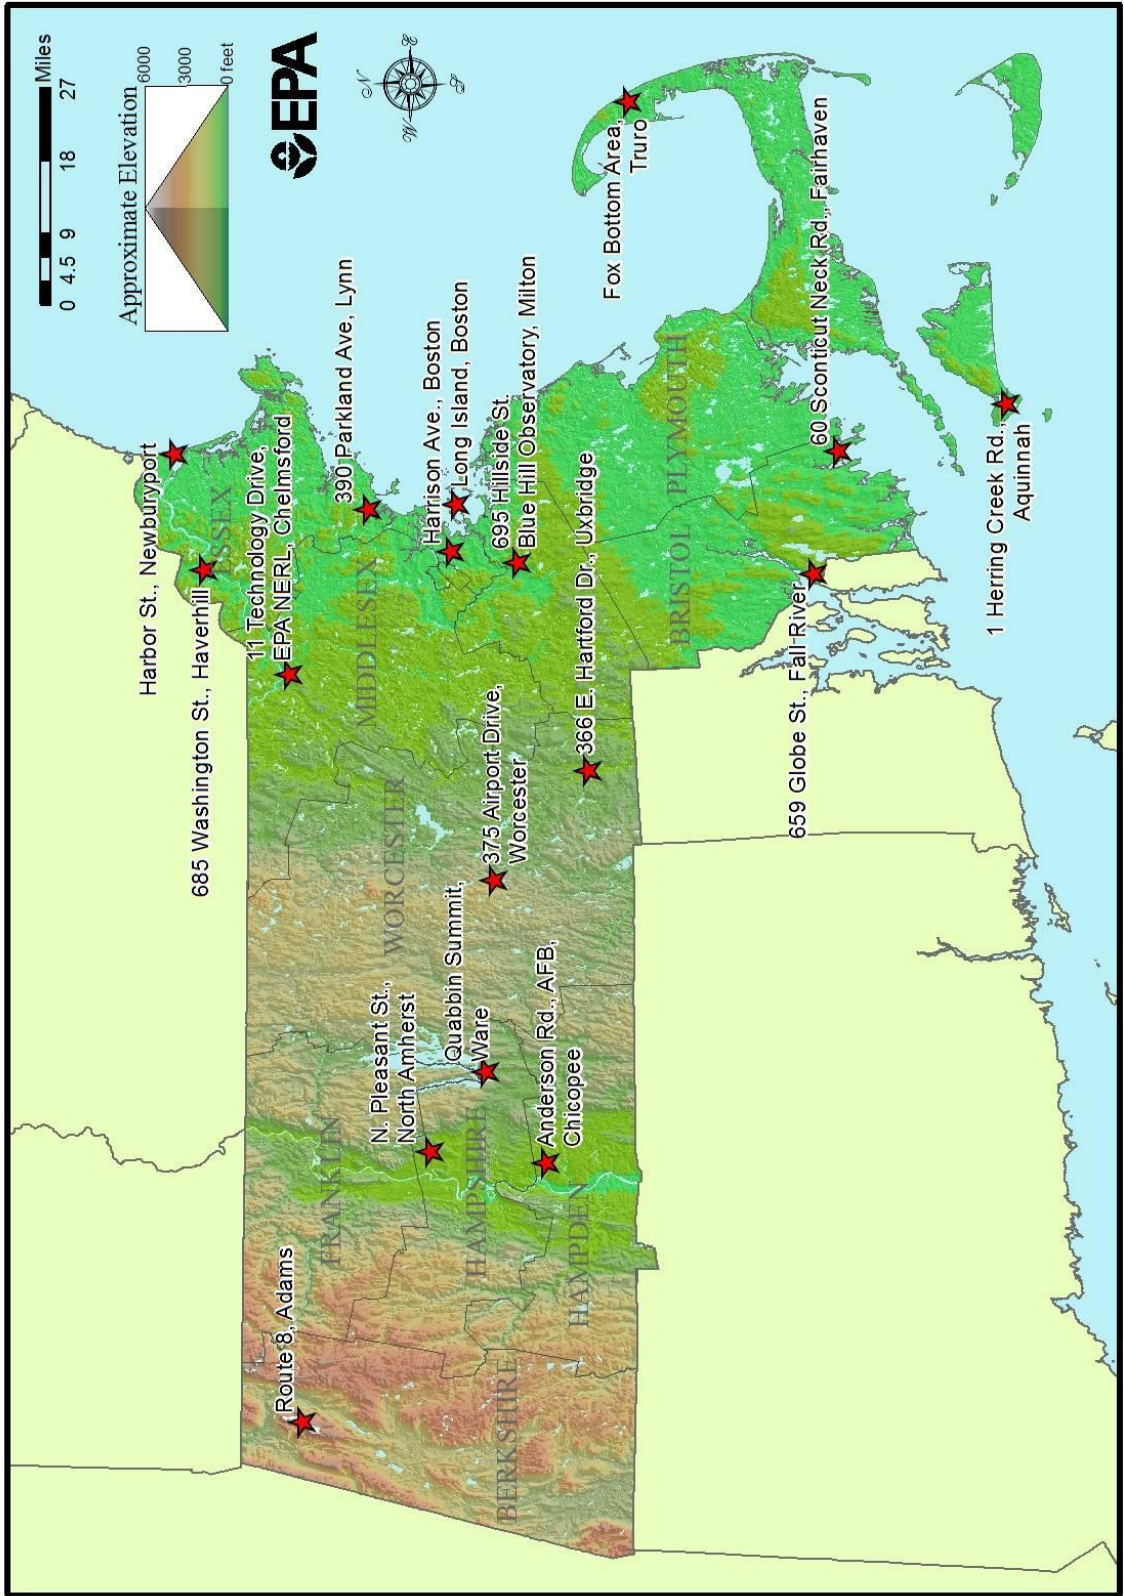 0 4.5 9 18 27
Miles
Approximate Elevation
6000
3000
0 feet
EPA
N
E
S
W
Harbor St., Newburyport
685 Washington St., Haverhill
ESSEX
11 Technology Drive,
EPA NERL, Chelmsford
390 Parkland Ave, Lynn
MIDDLESEX
Harrison Ave., Boston
Long Island, Boston
695 Hillside St.
Blue Hill Observatory, Milton
366 E. Hartford Dr., Uxbridge
Fox Bottom Area,
Truro
PLYMOUTH
BRISTOL
60 Sconticut Neck Rd., Fairhaven
659 Globe St., Fall River
1 Herring Creek Rd.,
Aquinnah
WORCESTER
375 Airport Drive,
Worcester
Quabbin Summit,
Ware
N. Pleasant St.,
North Amherst
Anderson Rd., AFB,
Chicopee
FRANKLIN
HAMPSHIRE
HAMPDEN
Route 8, Adams
BERKSHIRE